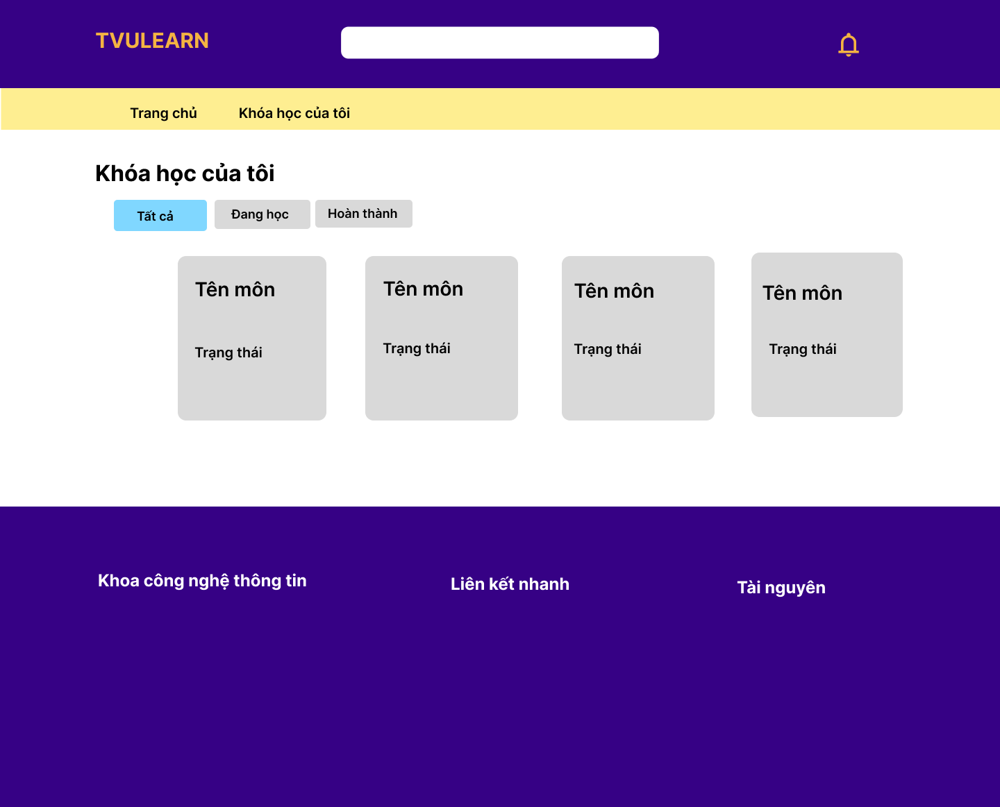 TVULEARN
Trang chủ
Khóa học của tôi
Khóa học của tôi
Tất cả
Đang học
Hoàn thành
Tên môn
Tên môn
Tên môn
Tên môn
Trạng thái
Trạng thái
Trạng thái
Trạng thái
Khoa công nghệ thông tin
Liên kết nhanh
Tài nguyên